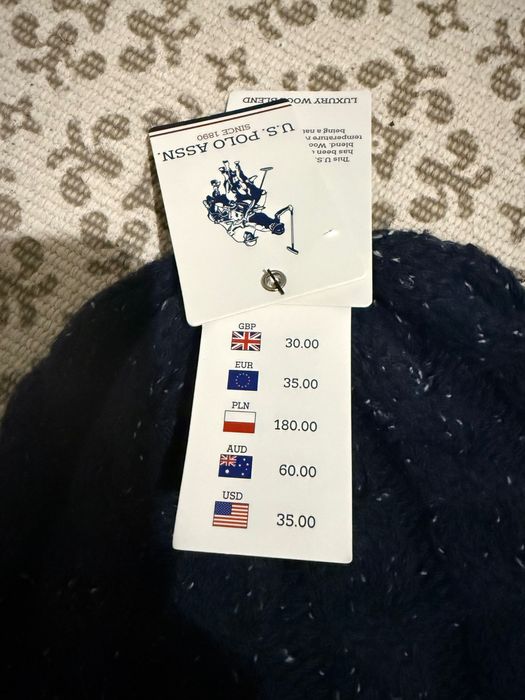 LUXURY WOOL BLEND
This U.S.
has been
blend. Woo
temperature
being a nat
U.S. POLO ASSN.
SINCE 1890
GBP
30.00
EUR
35.00
PLN
180.00
AUD
60.00
USD
35.00